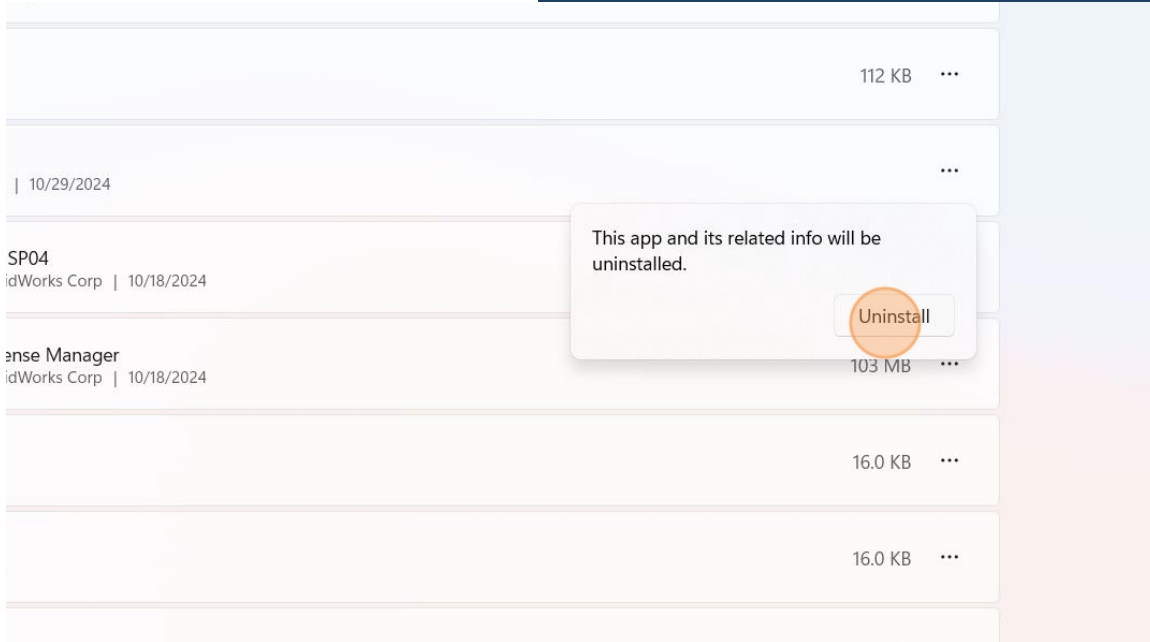 112 KB ...
...
| 10/29/2024
This app and its related info will be
uninstalled.
SP04
idWorks Corp | 10/18/2024
Uninstall
ense Manager
103 MB ...
idWorks Corp | 10/18/2024
16.0 KB ...
16.0 KB ...